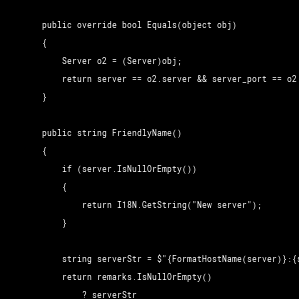 public override bool Equals(object obj)
{
Server o2 = (Server)obj;
return server == o2.server && server_port == o2
}
public string FriendlyName()
{
if (server.IsNullOrEmpty())
{
return I18N.GetString("New server");
}
string serverStr = $"{FormatHostName(server)}:{s
return remarks.IsNullOrEmpty()
? serverStr